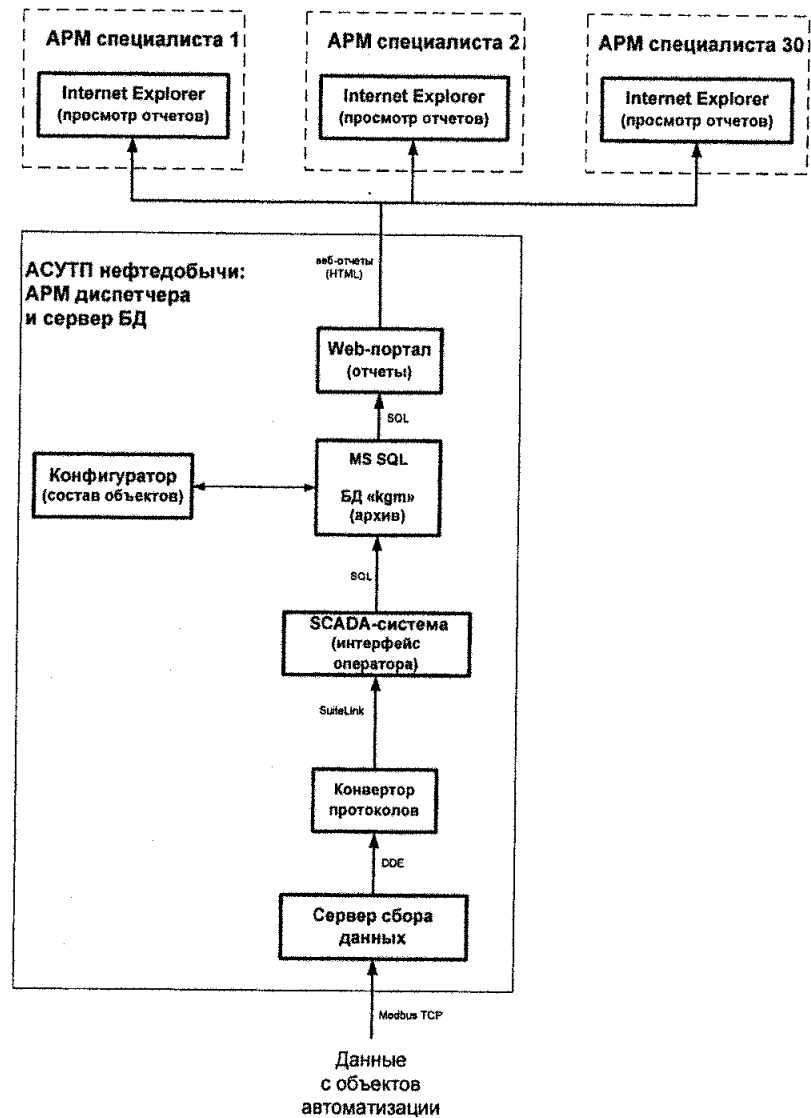 АРМ специалиста 1
АРМ специалиста 2
АРМ специалиста 30
Internet Explorer
(просмотр отчетов)
Internet Explorer
(просмотр отчетов)
Internet Explorer
(просмотр отчетов)
АСУТП нефтедобычи:
АРМ диспетчера
и сервер БД
веб-отчеты
(HTML)
Web-портал
(отчеты)
SQL
MS SQL
БД «kgm»
(архив)
Конфигуратор
(состав объектов)
SQL
SCADA-система
(интерфейс
оператора)
SuiteLink
Конвертор
протоколов
DDE
Сервер сбора
данных
Modbus TCP
Данные
с объектов
автоматизации